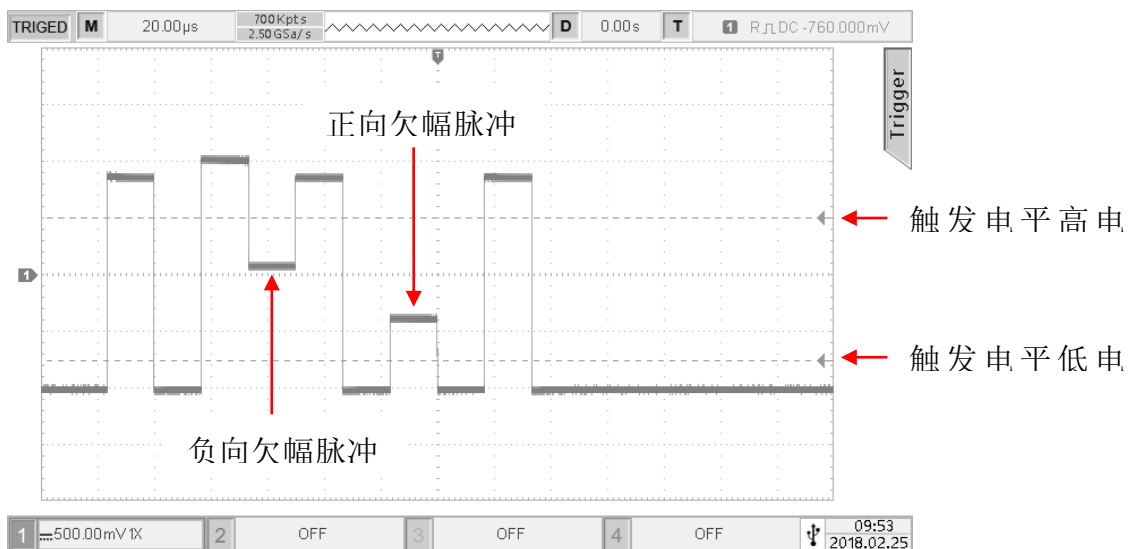 TRIGED M 20.00μs 700Kpts D 0.00s T 1 R DC -760.000mV
2.50GSa/s
T
Trigger
正向欠幅脉冲
触发电平高电
1
触发电平低电
负向欠幅脉冲
1 500.00mV 1X 2 OFF 3 OFF 4 OFF 09:53
2018.02.25